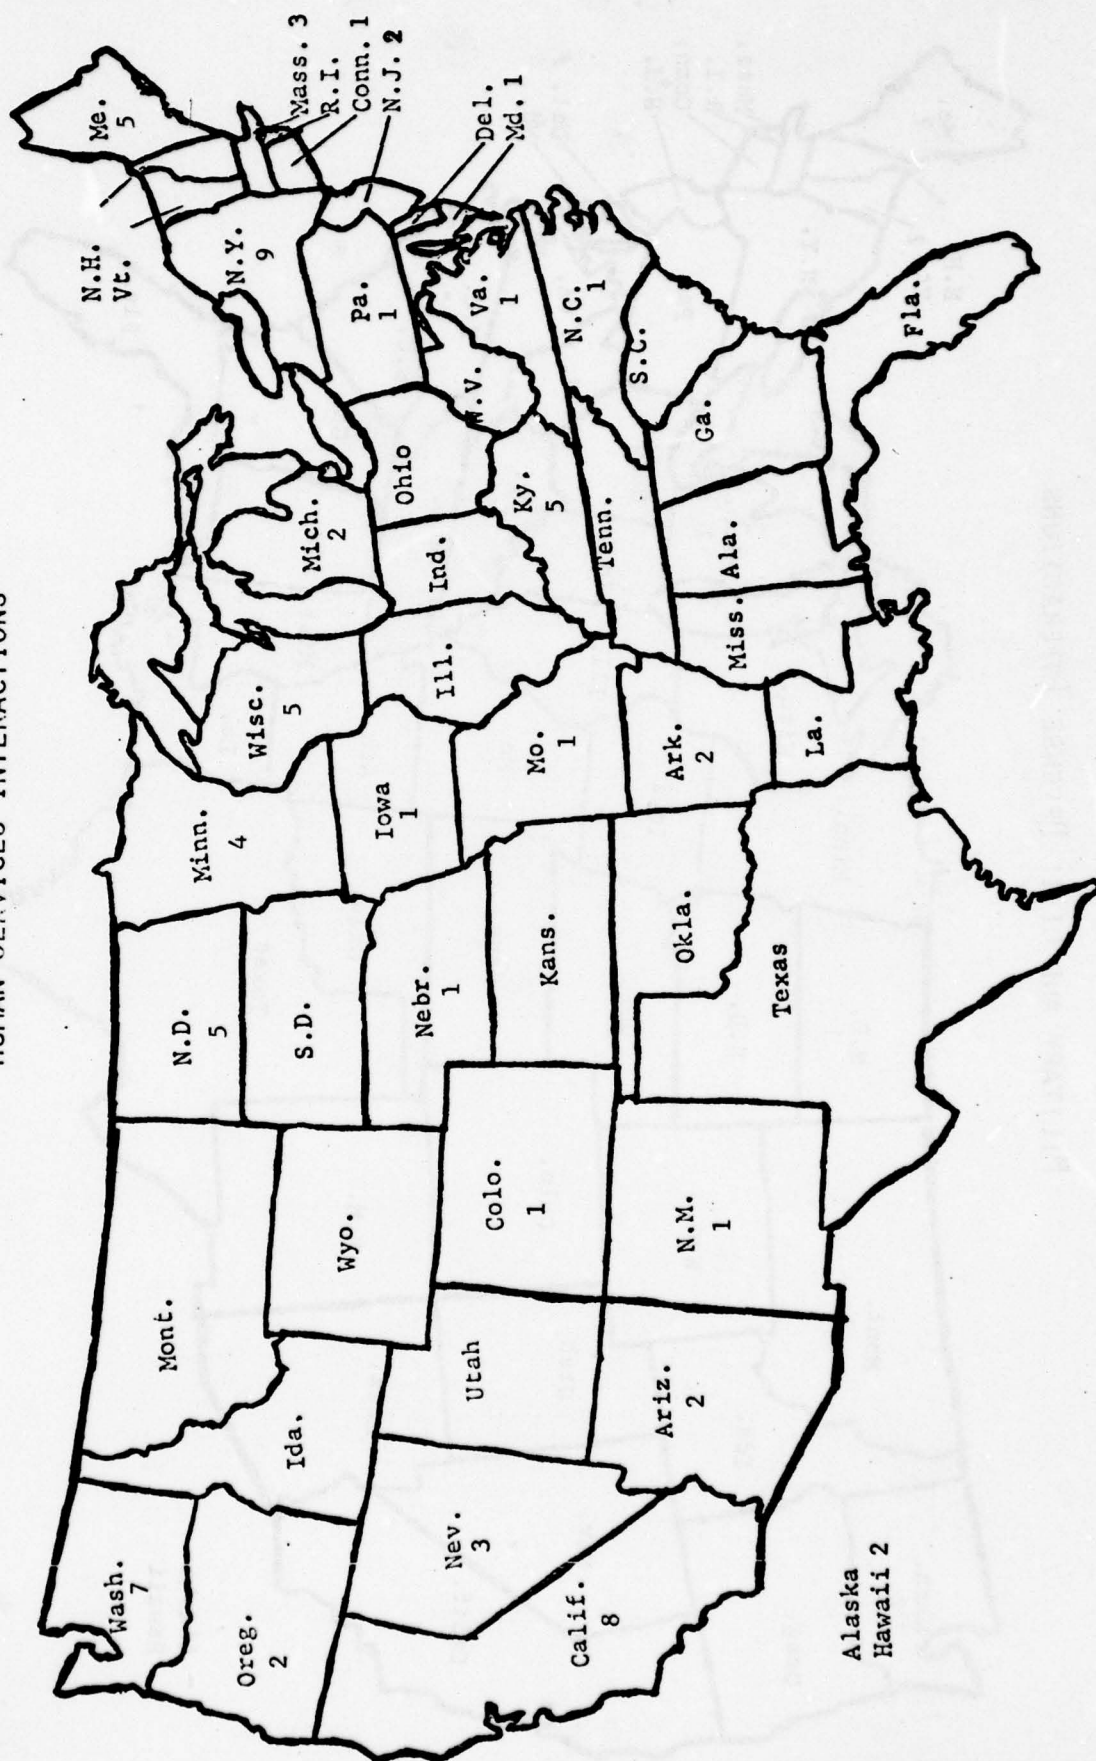 HUMAN SERVICES INTERACTIONS
Wash.
7
Oreg.
2
Calif.
8
Nev.
3
Ida.
Mont.
Wyo.
Utah
Ariz.
2
Colo.
1
N.M.
1
N.D.
5
S.D.
Nebr.
1
Kans.
Okla.
Texas
Minn.
4
Iowa
1
Mo.
1
Ark.
2
La.
Wisc.
5
Ill.
Mich.
2
Ind.
Ohio
Ky.
5
Tenn.
Miss.
Ala.
Ga.
Fla.
S.C.
N.C.
1
Va.
1
W.V.
Pa.
1
N.Y.
9
N.H.
Vt.
Me.
5
Mass. 3
R.I.
Conn. 1
N.J. 2
Del.
Md. 1
Alaska
Hawaii 2